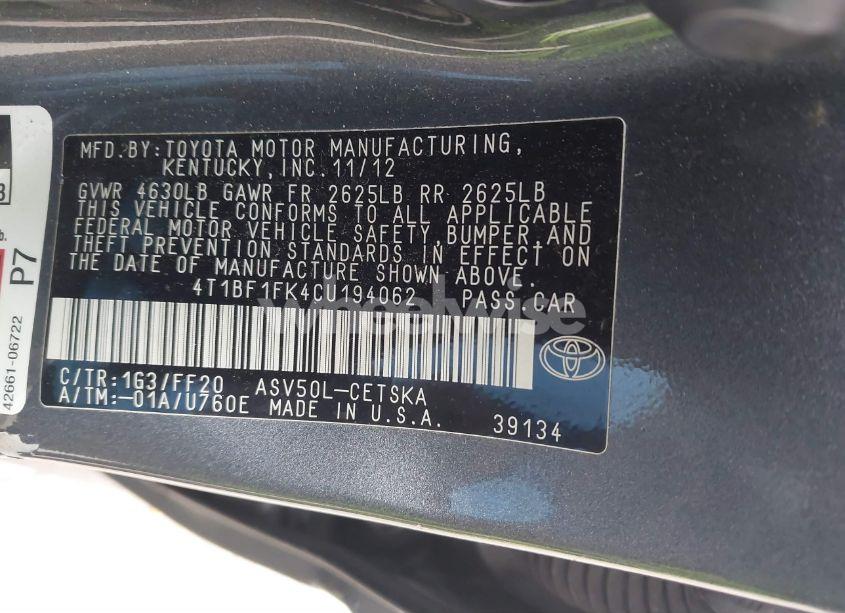 MFD.BY:TOYOTA MOTOR MANUFACTURING,
KENTUCKY,INC.11/12
GVWR 4630LB GAWR FR 2625LB RR 2625LB
THIS VEHICLE CONFORMS TO ALL APPLICABLE
FEDERAL MOTOR VEHICLE SAFETY,BUMPER,AND
THEFT PREVENTION STANDARDS IN EFFECT ON
THE DATE OF MANUFACTURE SHOWN ABOVE.
4T1BF1FK4CU194062 PASS CAR
wheelwise
C/TR:163/FF20 ASV50L-CETSKA
A/TM:-01A/U760E MADE IN U.S.A.
39134
P7
42661-06722